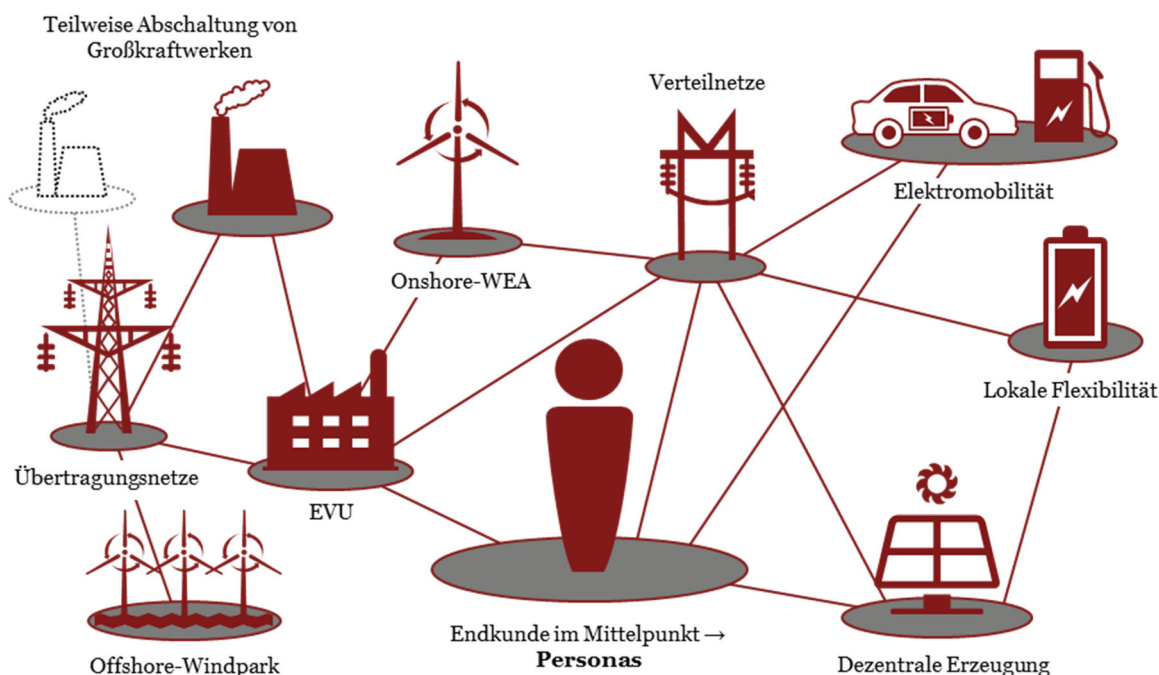 Teilweise Abschaltung von
Großkraftwerken
Verteilnetze
Elektromobilität
Onshore-WEA
Lokale Flexibilität
Übertragungsnetze
EVU
Endkunde im Mittelpunkt →
Personas
Offshore-Windpark
Dezentrale Erzeugung